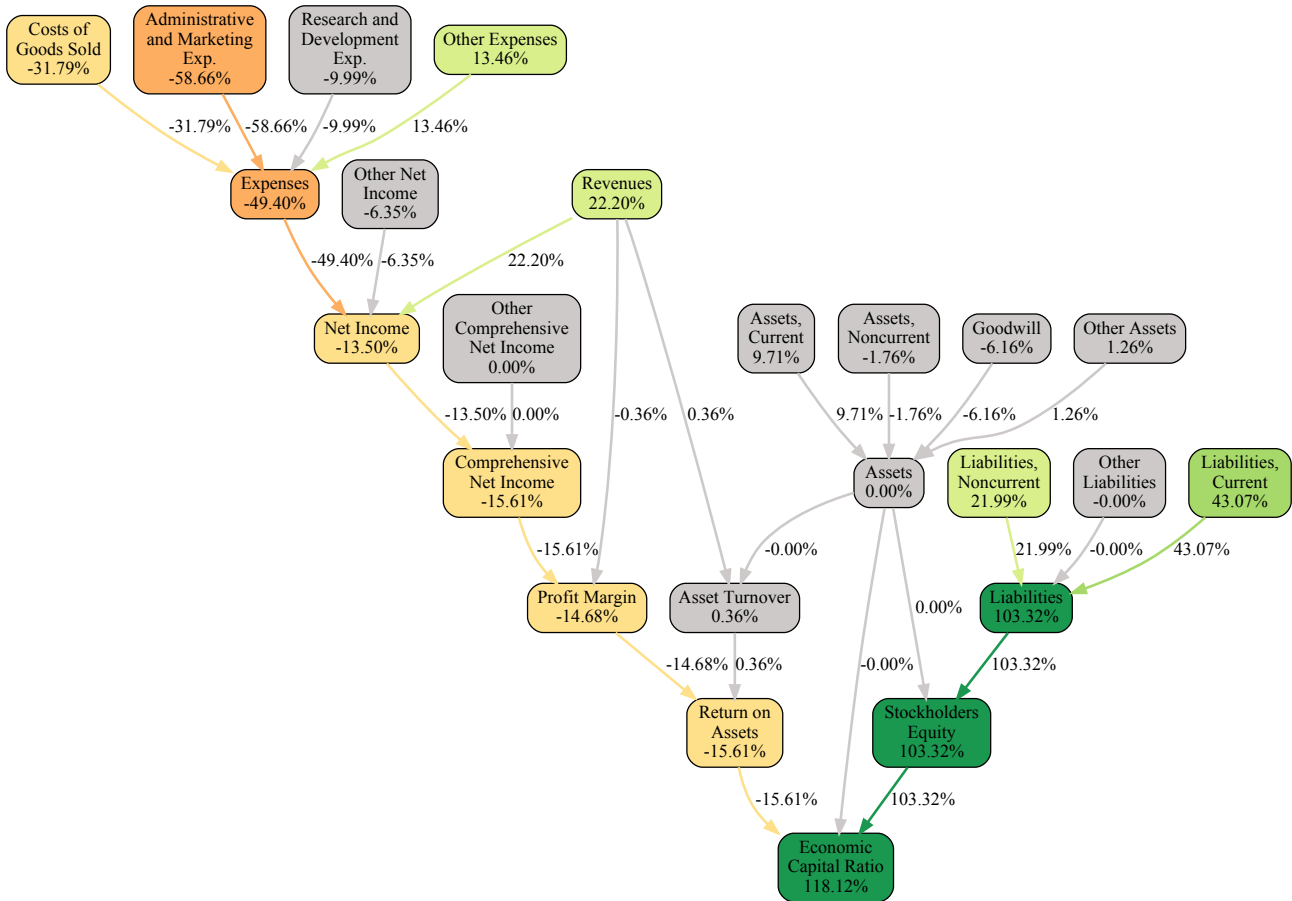 Costs of
Goods Sold
-31.79%
Administrative
and Marketing
Exp.
-58.66%
Research and
Development
Exp.
-9.99%
Other Expenses
13.46%
-31.79%
-58.66%
-9.99%
13.46%
Expenses
-49.40%
Other Net
Income
-6.35%
Revenues
22.20%
-49.40%
-6.35%
22.20%
Net Income
-13.50%
Other
Comprehensive
Net Income
0.00%
Assets,
Current
9.71%
Assets,
Noncurrent
-1.76%
Goodwill
-6.16%
Other Assets
1.26%
-13.50%
0.00%
-0.36%
0.36%
9.71%
-1.76%
-6.16%
1.26%
Comprehensive
Net Income
-15.61%
Assets
0.00%
Liabilities,
Noncurrent
21.99%
Other
Liabilities
-0.00%
Liabilities,
Current
43.07%
-15.61%
-0.00%
21.99%
-0.00%
43.07%
Profit Margin
-14.68%
Asset Turnover
0.36%
0.00%
Liabilities
103.32%
-14.68%
0.36%
-0.00%
103.32%
Return on
Assets
-15.61%
Stockholders
Equity
103.32%
-15.61%
103.32%
Economic
Capital Ratio
118.12%